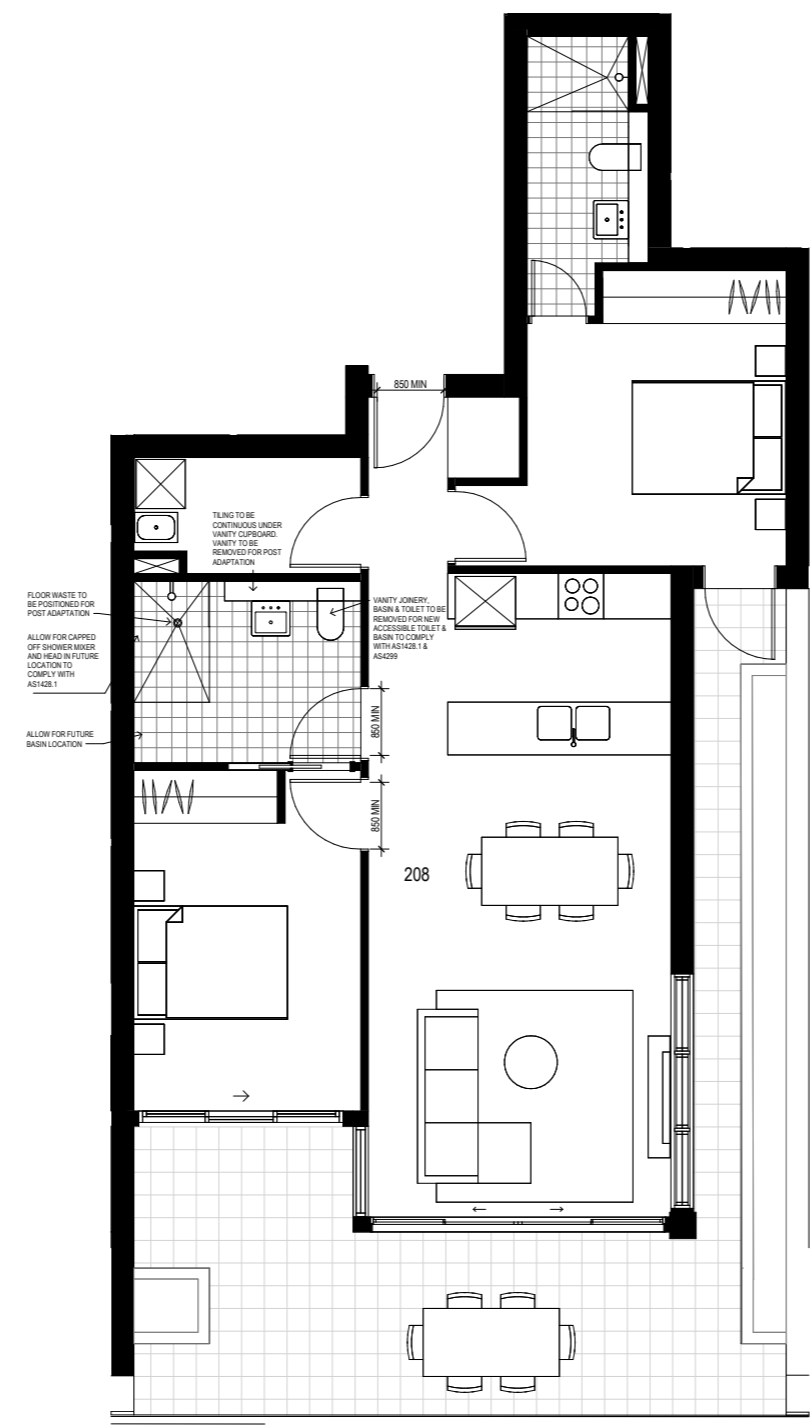 850 MIN
TILING TO BE
CONTINUOUS UNDER
VANITY CUPBOARD.
VANITY TO BE
REMOVED FOR POST
ADAPTATION
FLOOR WASTE TO
BE POSITIONED FOR
POST ADAPTATION
ALLOW FOR CAPPED
OFF SHOWER MIXER
AND HEAD IN FUTURE
LOCATION TO
COMPLY WITH
AS1428.1
VANITY JOINERY,
BASIN & TOILET TO BE
REMOVED FOR NEW
ACCESSIBLE TOILET &
BASIN TO COMPLY
WITH AS1428.1 &
AS4299
ALLOW FOR FUTURE
BASIN LOCATION
850 MIN
850 MIN
208